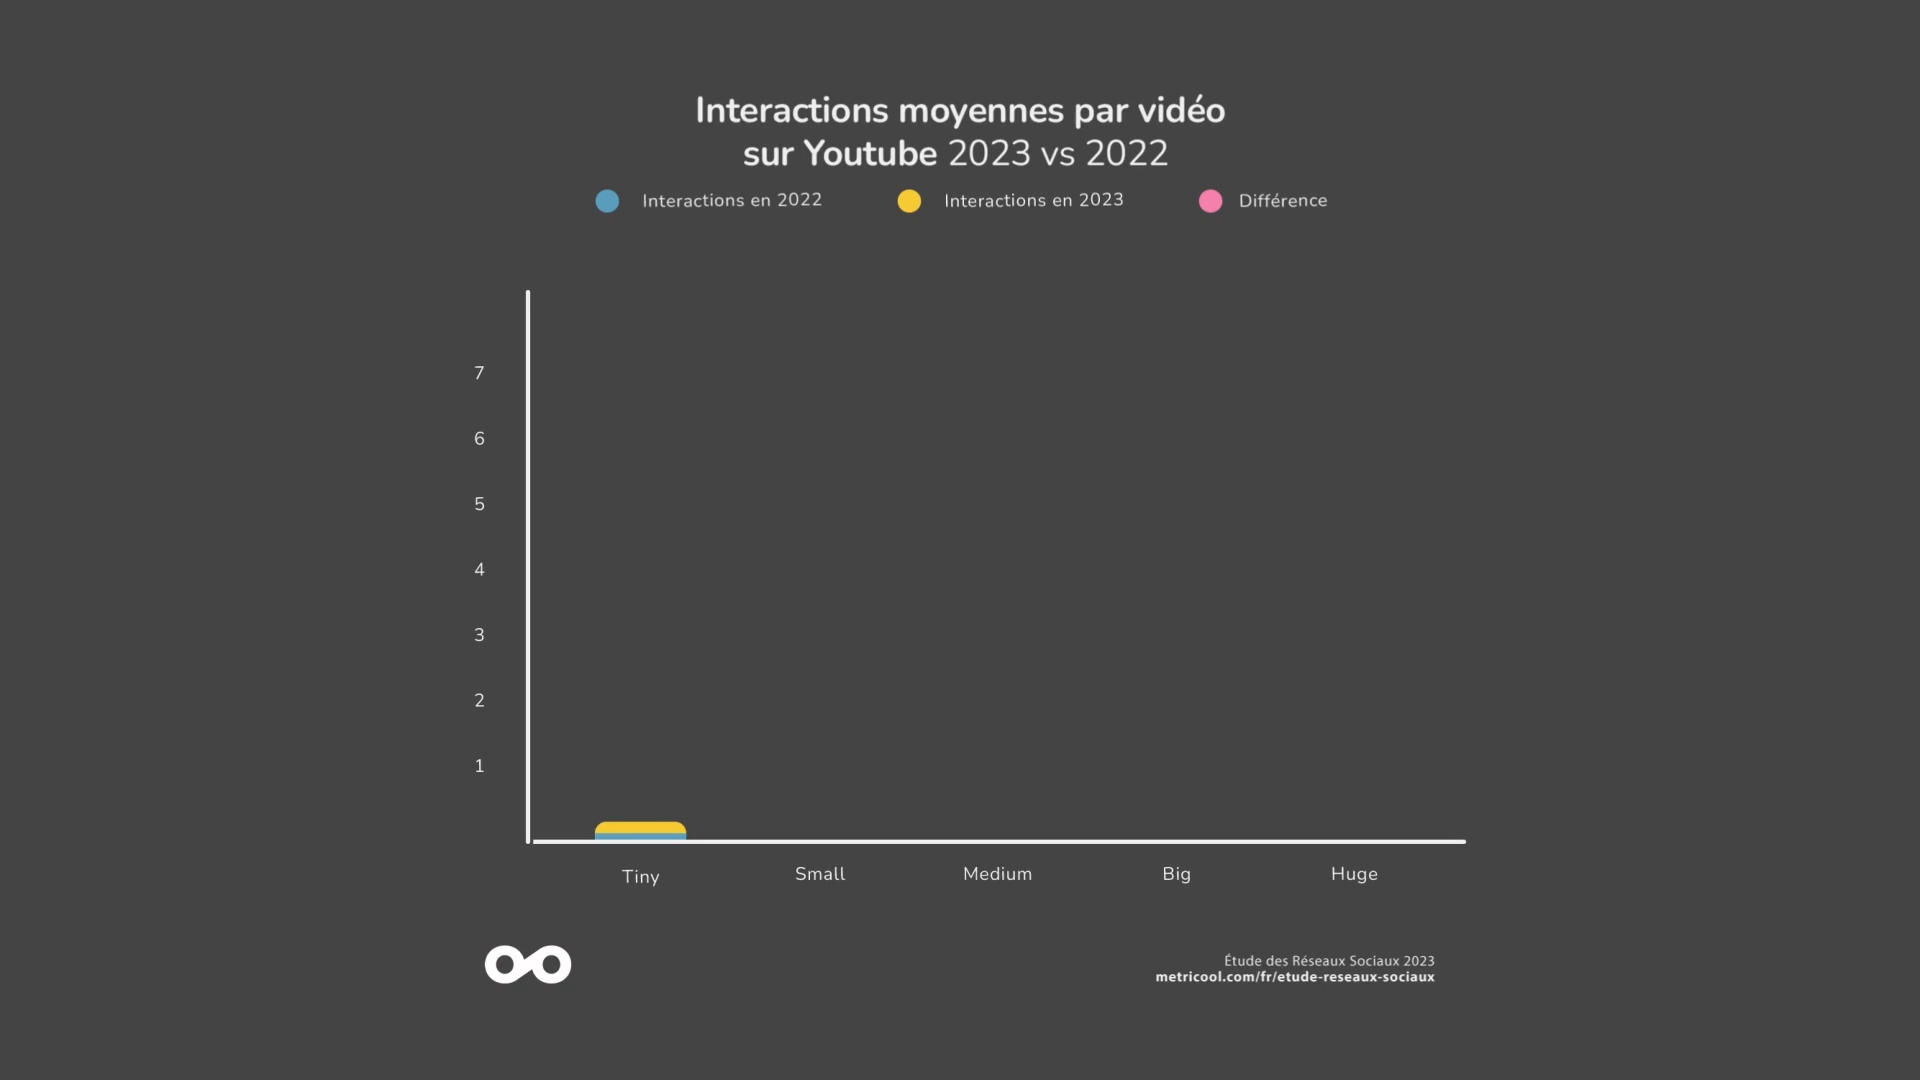 Interactions moyennes par vidéo
sur Youtube 2023 vs 2022
Interactions en 2022
Interactions en 2023
Différence
7
6
5
4
3
2
1
Tiny
Small
Medium
Big
Huge
Étude des Réseaux Sociaux 2023
metricool.com/fr/etude-reseaux-sociaux